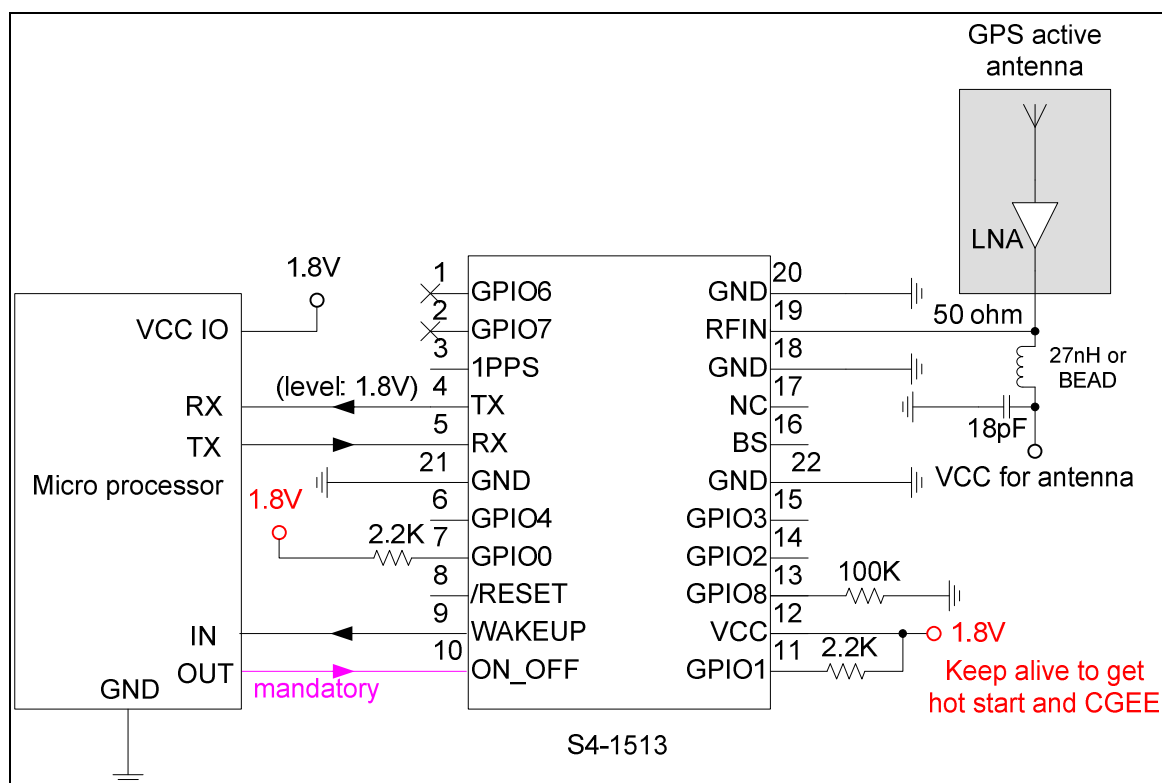 GPS active
antenna
LNA
1.8V
VCC IO
(level: 1.8V)
RX
TX
Micro processor
1.8V
2.2K
IN
OUT
mandatory
GND
1
GPIO6
2
GPIO7
3
1PPS
4
TX
5
RX
21
GND
6
GPIO4
7
GPIO0
8
/RESET
9
WAKEUP
10
ON_OFF
20
GND
19
RFIN
18
GND
17
NC
16
BS
22
GND
15
GPIO3
14
GPIO2
13
GPIO8
12
VCC
11
GPIO1
50 ohm
27nH or
BEAD
18pF
VCC for antenna
100K
1.8V
2.2K
Keep alive to get
hot start and CGEE
S4-1513